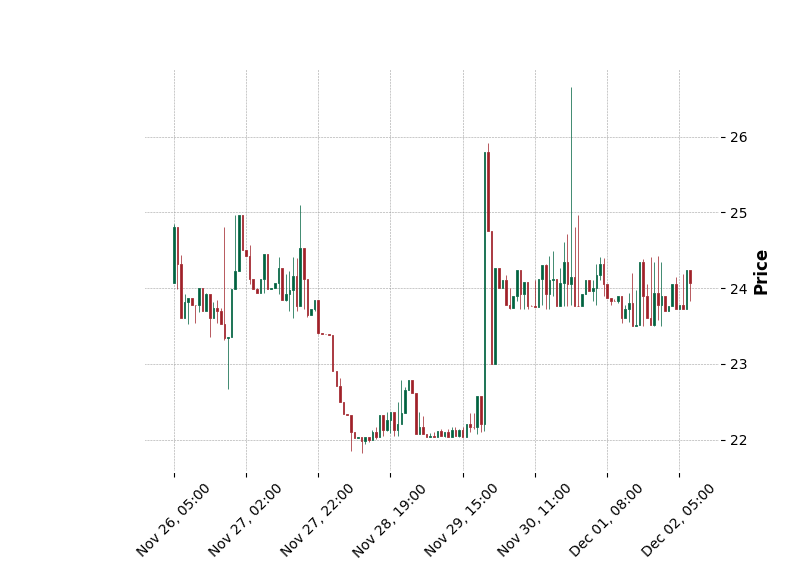 26
25
24
23
22
Price
Nov 26, 05:00
Nov 27, 02:00
Nov 27, 22:00
Nov 28, 19:00
Nov 29, 15:00
Nov 30, 11:00
Dec 01, 08:00
Dec 02, 05:00